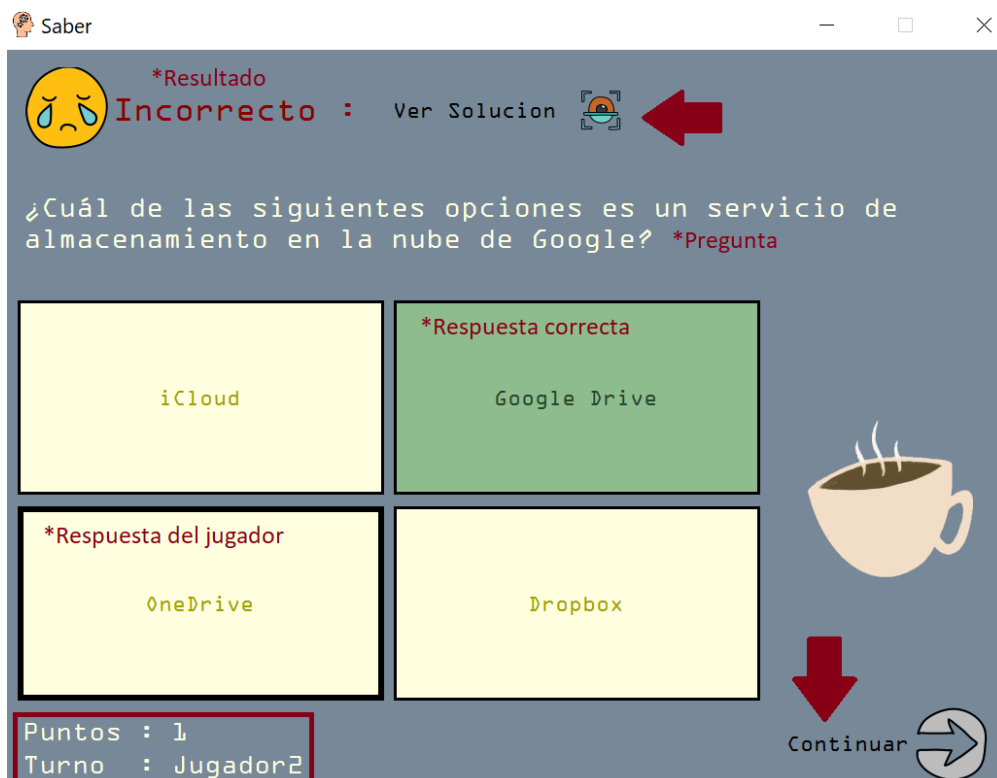 Saber
*Resultado
Incorrecto : Ver Solucion
¿Cuál de las siguientes opciones es un servicio de
almacenamiento en la nube de Google? *Pregunta
*Respuesta correcta
iCloud Google Drive
*Respuesta del jugador
OneDrive Dropbox
Puntos : 1
Continuar
Turno : Jugador2